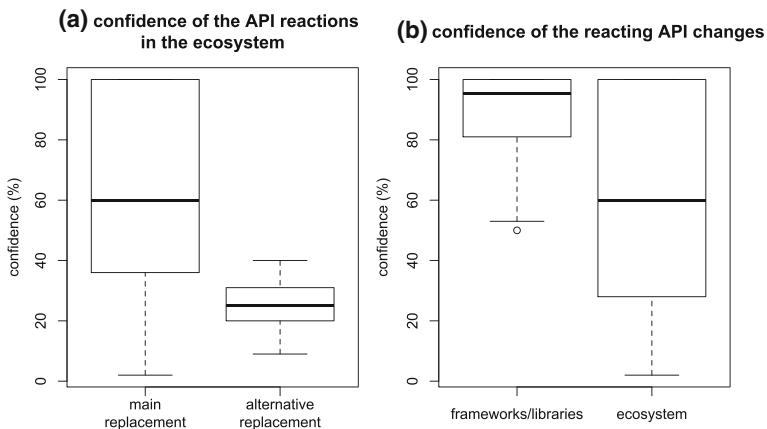 (a) confidence of the API reactions
in the ecosystem
confidence (%)
100
80
60
40
20
0
main
replacement
alternative
replacement
(b) confidence of the reacting API changes
confidence (%)
100
80
60
40
20
0
frameworks/libraries
ecosystem